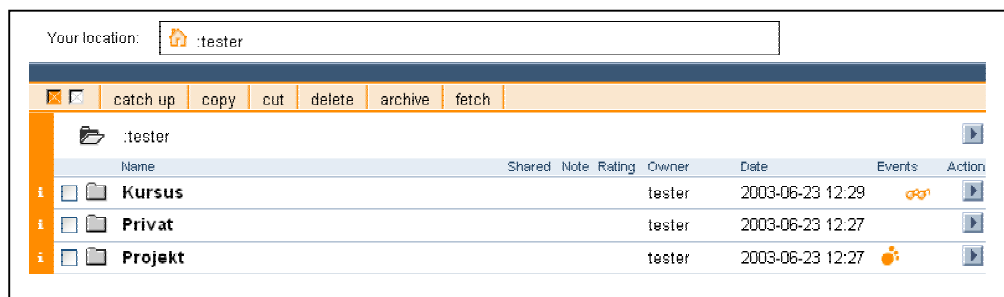 Your location: :tester
catch up copy cut delete archive fetch
:tester
Name Shared Note Rating Owner Date Events Action
i Kursus tester 2003-06-23 12:29
i Privat tester 2003-06-23 12:27
i Projekt tester 2003-06-23 12:27